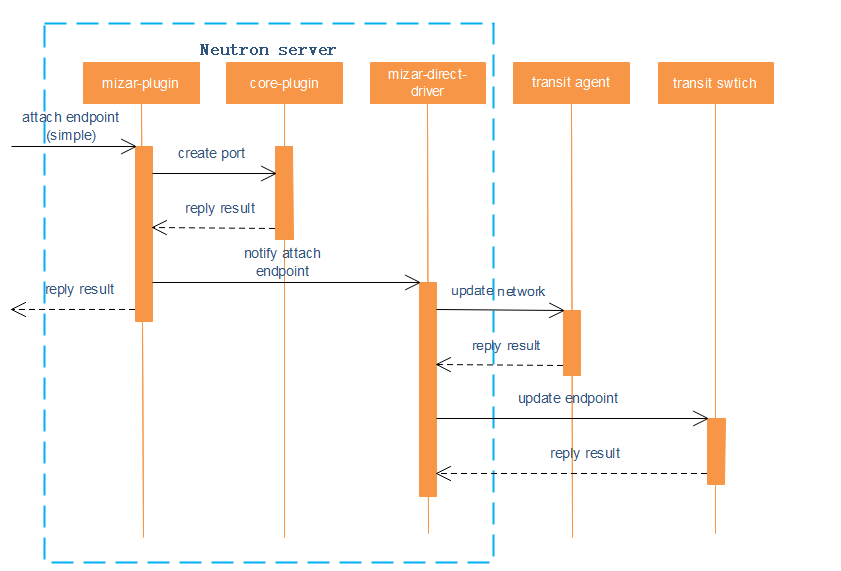 Neutron server
mizar-plugin
core-plugin
mizar-direct-
driver
transit agent
transit swtich
attach endpoint
(simple)
create port
reply result
notify attach
endpoint
reply result
update network
reply result
update endpoint
reply result